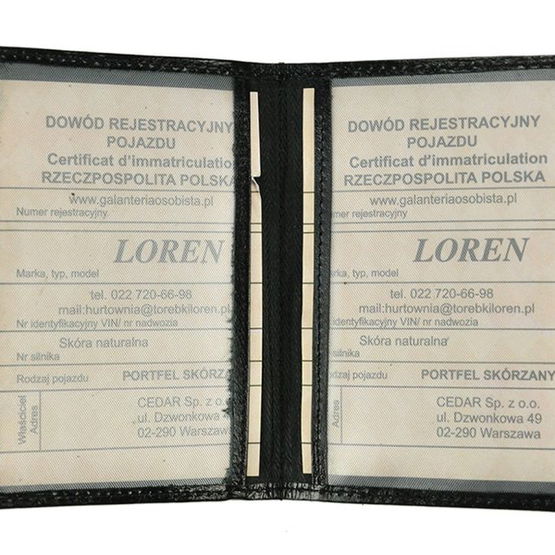 DOWÓD REJESTRACYJNY
POJAZDU
Certificat d'immatriculation
RZECZPOSPOLITA POLSKA
www.galanteriaosobista.pl
Numer rejestracyjny
LOREN
Marka, typ, model
tel. 022 720-66-98
mail:hurtownia@torebkiloren.pl
Nr identyfikacyjny VIN/ nr nadwozia
Skóra naturalna
Nr silnika
Rodzaj pojazdu PORTFEL SKÓRZANY
Właściciel
Adres
CEDAR Sp. z o.o.
ul. Dzwonkowa 4
02-290 Warszawa
DOWÓD REJESTRACYJNY
POJAZDU
Certificat d'immatriculation
RZECZPOSPOLITA POLSKA
www.galanteriaosobista.pl
Numer rejestracyjny.
LOREN
Marka, typ, model
tel. 022 720-66-98
mail:hurtownia@torebkiloren.pl
Nr identyfikacyjny VIN/ nr nadwozia
Skóra naturalna
Nr silnika
Rodzaj pojazdu PORTFEL SKÓRZANY
Adres
CEDAR Sp. z o.o.
ul. Dzwonkowa 49
02-290 Warszawa